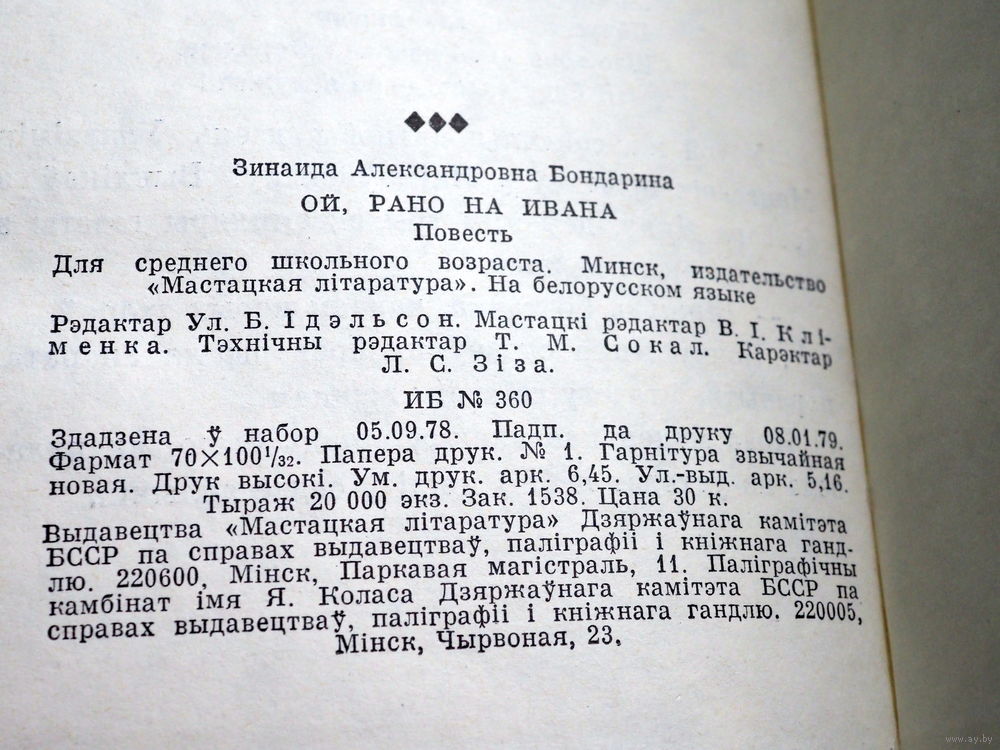 Зинаида Александровна Бондарина
ОЙ, РАНО НА ИВАНА
Повесть
Для среднего школьного возраста. Минск, издательство
«Мастацкая літаратура». На белорусском языке
Рэдактар Ул. Б. Ідэльсон. Мастацкі рэдактар В. І. Клі-
менка. Тэхнічны рэдактар Т. М. Сокал. Карэктар
Л. С. Зіза.
ИБ № 360
Здадзена ў набор 05.09.78. Падп. да друку 08.01.79.
Фармат 70×100¹/₃₂. Папера друк. № 1. Гарнітура звычайная
новая. Друк высокі. Ум. друк. арк. 6,45. Ул.-выд. арк. 5,16.
Тыраж 20 000 экз. Зак. 1538. Цана 30 к.
Выдавецтва «Мастацкая літаратура» Дзяржаўнага камітэта
БССР па справах выдавецтваў, паліграфіі і кніжнага ганд-
лю. 220600, Мінск, Паркавая магістраль, 11. Паліграфічны
камбінат імя Я. Коласа Дзяржаўнага камітэта БССР па
справах выдавецтваў, паліграфіі і кніжнага гандлю. 220005,
Мінск, Чырвоная, 23.
www.ay.by